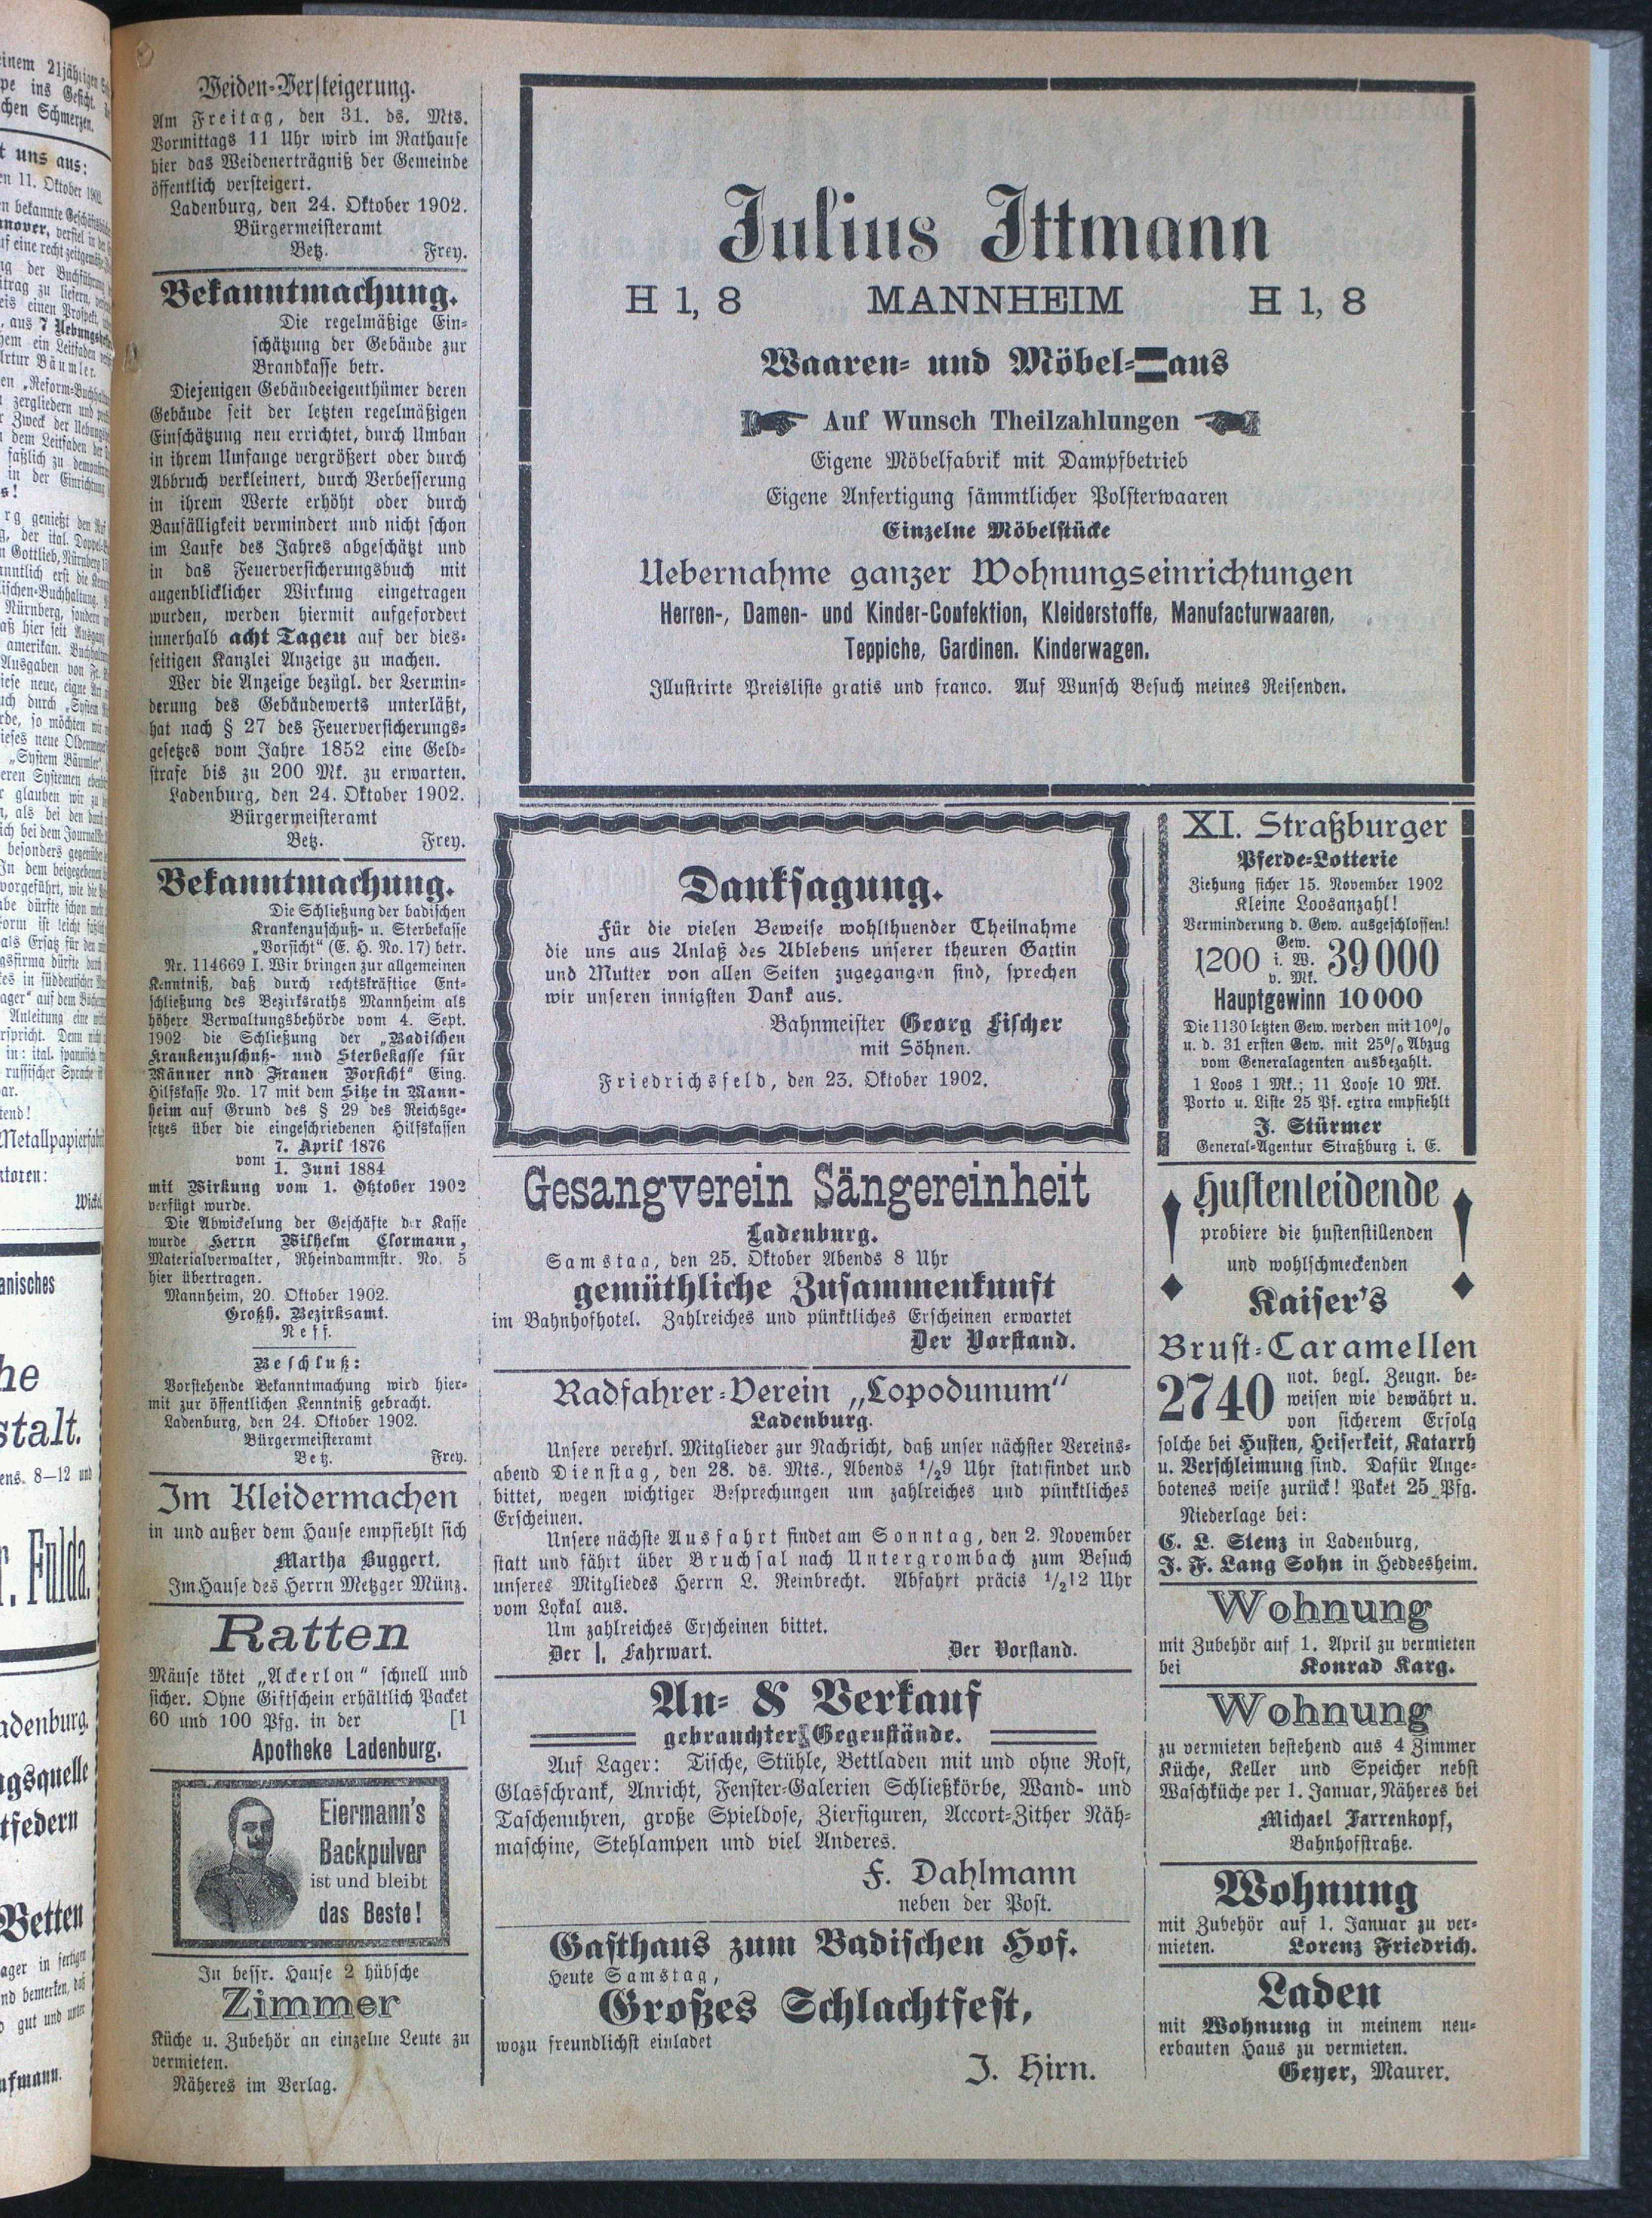 Weiden-Versteigerung.
Am Freitag, den 31. ds. Mts.
Vormittags 11 Uhr wird im Rathause
hier das Weidenerträgniß der Gemeinde
öffentlich versteigert.
Ladenburg, den 24. Oktober 1902.
Bürgermeisteramt
Betz. Frey.
Bekanntmachung.
Die regelmäßige Ein-
schätzung der Gebäude zur
Brandkasse betr.
Diejenigen Gebäudeeigenthümer deren
Gebäude seit der letzten regelmäßigen
Einschätzung neu errichtet, durch Umbau
in ihrem Umfange vergrößert oder durch
Abbruch verkleinert, durch Verbesserung
in ihrem Werte erhöht oder durch
Baufälligkeit vermindert und nicht schon
im Laufe des Jahres abgeschätzt und
in das Feuerversicherungsbuch mit
augenblicklicher Wirkung eingetragen
wurden, werden hiermit aufgefordert
innerhalb acht Tagen auf der dies-
seitigen Kanzlei Anzeige zu machen.
Wer die Anzeige bezügl. der Vermin-
derung des Gebäudewerts unterläßt,
hat nach § 27 des Feuerversicherungs-
gesetzes vom Jahre 1852 eine Geld-
strafe bis zu 200 Mk. zu erwarten.
Ladenburg, den 24. Oktaber 1902.
Bürgermeisteramt
Betz. Frey.
Bekanntmachung.
Die Schließung der badischen
Krankenzuschuß- u. Sterbekasse
„Vorsicht“ (E. H. No. 17) betr.
Nr. 114669 I. Wir bringen zur allgemeinen
Kenntniß, daß durch rechtskräftige Ent-
schließung des Bezirksraths Mannheim als
höhere Verwaltungsbehörde vom 4. Sept.
1902 die Schließung der „Badischen
Krankenzuschuß- und Sterbekasse für
Männer und Frauen Vorsicht“ Eing.
Hilfskasse No. 17 mit dem Sitze in Mann-
heim auf Grund des § 29 des Reichsge-
setzes über die eingeschriebenen Hilfskassen
vom 7. April 1876
1. Juni 1884
mit Wirkung vom 1. Oktober 1902
verfügt wurde.
Die Abwickelung der Geschäfte der Kasse
wurde Herrn Wilhelm Clormann,
Materialverwalter, Rheindammstr. No. 5
hier übertragen.
Mannheim, 20. Oktober 1902.
Großh. Bezirksamt.
Neff.
Beschluß:
Vorstehende Bekanntmachung wird hier-
mit zur öffentlichen Kenntniß gebracht.
Ladenburg, den 24. Oktober 1902.
Bürgermeisteramt
Betz. Frey.
Im Kleidermachen
in und außer dem Hause empfiehlt sich
Martha Buggert.
Im Hause des Herrn Metzger Münz.
Ratten
Mäuse tötet „Ackerlon“ schnell und
sicher. Ohne Giftschein erhältlich Packet
60 und 100 Pfg. in der [1
Apotheke Ladenburg.
Eiermann's
Backpulver
ist und bleibt
das Beste!
In bessr. Hause 2 hübsche
Zimmer
Küche u. Zubehör an einzelne Leute zu
vermieten.
Näheres im Verlag.
Julius Ittmann
H 1, 8 MANNHEIM H 1, 8
Waaren- und Möbel-Haus
Auf Wunsch Theilzahlungen
Eigene Möbelfabrik mit Dampfbetrieb
Eigene Anfertigung sämmtlicher Polsterwaaren
Einzelne Möbelstücke
Uebernahme ganzer Wohnungseinrichtungen
Herren-, Damen- und Kinder-Confektion, Kleiderstoffe, Manufacturwaaren,
Teppiche, Gardinen. Kinderwagen.
Illustrirte Preisliste gratis und franco. Auf Wunsch Besuch meines Reisenden.
Danksagung.
Für die vielen Beweise wohlthuender Theilnahme
die uns aus Anlaß des Ablebens unserer theuren Gattin
und Mutter von allen Seiten zugegangen sind, sprechen
wir unseren innigsten Dank aus.
Bahnmeister Georg Fischer
mit Söhnen.
Friedrichsfeld, den 23. Oktober 1902.
Gesangverein Sängereinheit
Ladenburg.
Samstag, den 25. Oktober Abends 8 Uhr
gemüthliche Zusammenkunft
im Bahnhofhotel. Zahlreiches und pünktliches Erscheinen erwartet
Der Vorstand.
Radfahrer-Verein „Lopodunum“
Ladenburg.
Unsere verehrl. Mitglieder zur Nachricht, daß unser nächster Vereins-
abend Dienstag, den 28. ds. Mts., Abends 1/29 Uhr stattfindet und
bittet, wegen wichtiger Besprechungen um zahlreiches und pünktliches
Erscheinen.
Unsere nächste Ausfahrt findet am Sonntag, den 2. November
statt und fährt über Bruchsal nach Untergrombach zum Besuch
unseres Mitgliedes Herrn L. Reinbrecht. Abfahrt präcis 1/212 Uhr
vom Lokal aus.
Um zahlreiches Erscheinen bittet.
Der I. Fahrwart. Der Vorstand.
An- & Verkauf
gebrauchter Gegenstände.
Auf Lager: Tische, Stühle, Bettladen mit und ohne Rost,
Glasschrank, Anricht, Fenster-Galerien Schließkörbe, Wand- und
Taschenuhren, große Spieldose, Zierfiguren, Accort-Zither Näh-
maschine, Stehlampen und viel Anderes.
F. Dahlmann
neben der Post.
Gasthaus zum Badischen Hof.
Heute Samstag,
Großes Schlachtfest,
wozu freundlichst einladet
J. Hirn.
XI. Straßburger
Pferde-Lotterie
Ziehung sicher 15. November 1902
Kleine Loosanzahl!
Verminderung d. Gew. ausgeschlossen!
1200 Gew. i. W. v. Mk. 39000
Hauptgewinn 10000
Die 1130 letzten Gew. werden mit 10%
u. d. 31 ersten Gew. mit 25% Abzug
vom Generalagenten ausbezahlt.
1 Loos 1 Mk.; 11 Loose 10 Mk.
Porto u. Liste 25 Pf. extra empfiehlt
J. Stürmer
General-Agentur Straßburg i. E.
! Hustenleidende !
probiere die hustenstillenden
und wohlschmeckenden
Kaiser's
Brust-Caramellen
2740 not. begl. Zeugn. be-
weisen wie bewährt u.
von sicherem Erfolg
solche bei Husten, Heiserkeit, Katarrh
u. Verschleimung sind. Dafür Ange-
botenes weise zurück! Paket 25 Pfg.
Niederlage bei:
C. L. Stenz in Ladenburg,
J. F. Lang Sohn in Heddesheim.
Wohnung
mit Zubehör auf 1. April zu vermieten
bei Konrad Karg.
Wohnung
zu vermieten bestehend aus 4 Zimmer
Küche, Keller und Speicher nebst
Waschküche per 1. Januar, Näheres bei
Michael Farrenkopf,
Bahnhofstraße.
Wohnung
mit Zubehör auf 1. Januar zu ver-
mieten. Lorenz Friedrich.
Laden
mit Wohnung in meinem neu-
erbauten Haus zu vermieten.
Geyer, Maurer.